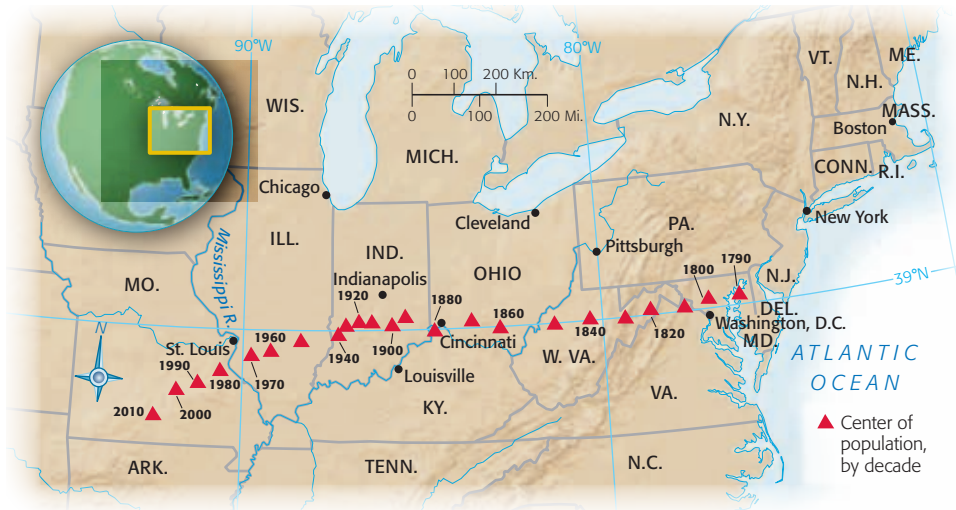 90°W
80°W
VT.
ME.
N.H.
0 100 200 Km.
0 100 200 Mi.
WIS.
MICH.
N.Y.
MASS.
Boston
CONN.
R.I.
Chicago
Cleveland
New York
PA.
Pittsburgh
Mississippi R.
ILL.
IND.
Indianapolis
OHIO
MO.
N.J.
39°N
1790
1800
1820
1840
1860
1880
1900
1920
1940
1960
1970
1980
1990
2000
2010
DEL.
Washington, D.C.
MD.
Cincinnati
St. Louis
Louisville
W. VA.
VA.
KY.
N
ATLANTIC
OCEAN
ARK.
TENN.
N.C.
Center of
population,
by decade